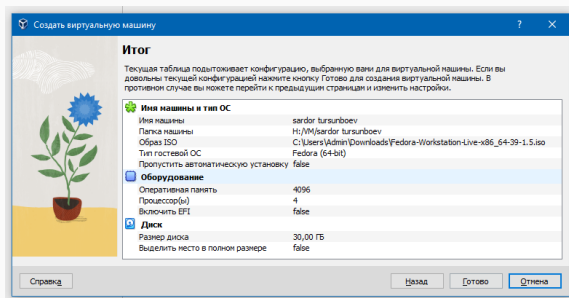 Создать виртуальную машину
Итог
Текущая таблица подытоживает конфигурацию, выбранную вами для виртуальной машины. Если вы
довольны текущей конфигурацией нажмите кнопку Готово для создания виртуальной машины. В
противном случае вы можете перейти к предыдущим страницам и изменить настройки.
Имя машины и тип ОС
Имя машины sardor tursunboev
Папка машины H:/VM/sardor tursunboev
Образ ISO C:\Users\Admin\Downloads\Fedora-Workstation-Live-x86_64-39-1.5.iso
Тип гостевой ОС Fedora (64-bit)
Пропустить автоматическую установку false
Оборудование
Оперативная память 4096
Процессор(ы) 4
Включить EFI false
Диск
Размер диска 30,00 ГБ
Выделить место в полном размере false
Справка Назад Готово Отмена